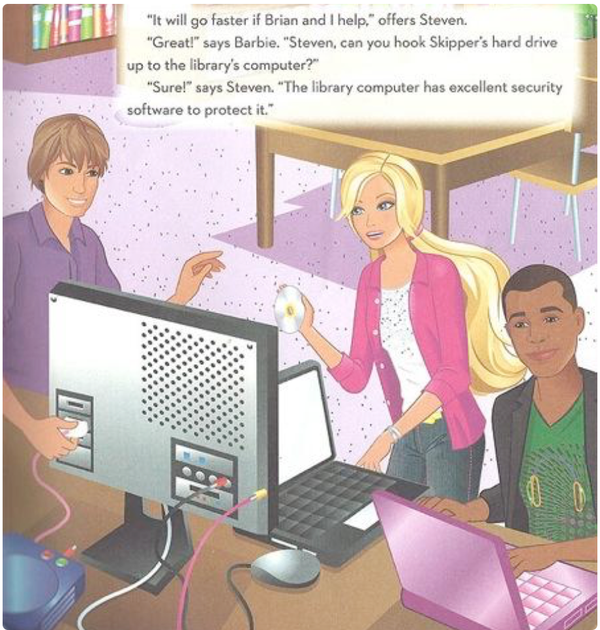 “It will go faster if Brian and I help,” offers Steven.
“Great!” says Barbie. “Steven, can you hook Skipper’s hard drive
up to the library’s computer?”
“Sure!” says Steven. “The library computer has excellent security
software to protect it.”